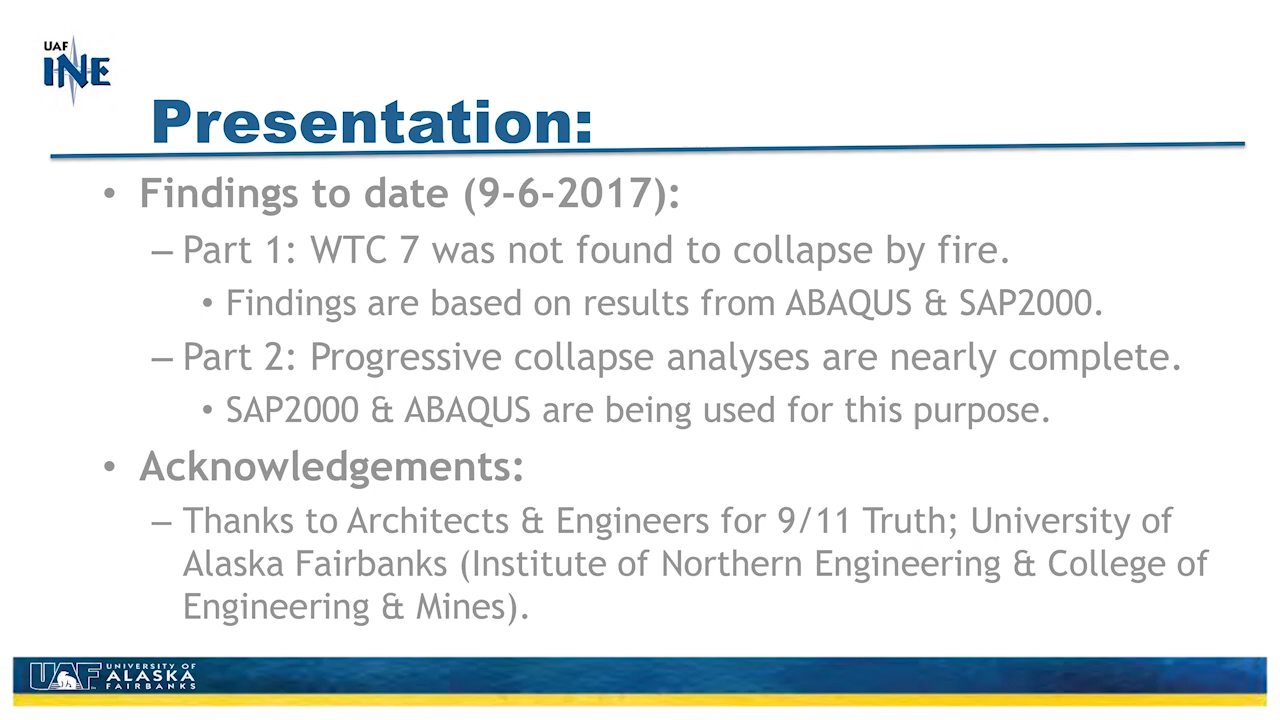 UAF
INE
Presentation:
• Findings to date (9-6-2017):
– Part 1: WTC 7 was not found to collapse by fire.
• Findings are based on results from ABAQUS & SAP2000.
– Part 2: Progressive collapse analyses are nearly complete.
• SAP2000 & ABAQUS are being used for this purpose.
• Acknowledgements:
– Thanks to Architects & Engineers for 9/11 Truth; University of
Alaska Fairbanks (Institute of Northern Engineering & College of
Engineering & Mines).
UAF UNIVERSITY OF
ALASKA
FAIRBANKS